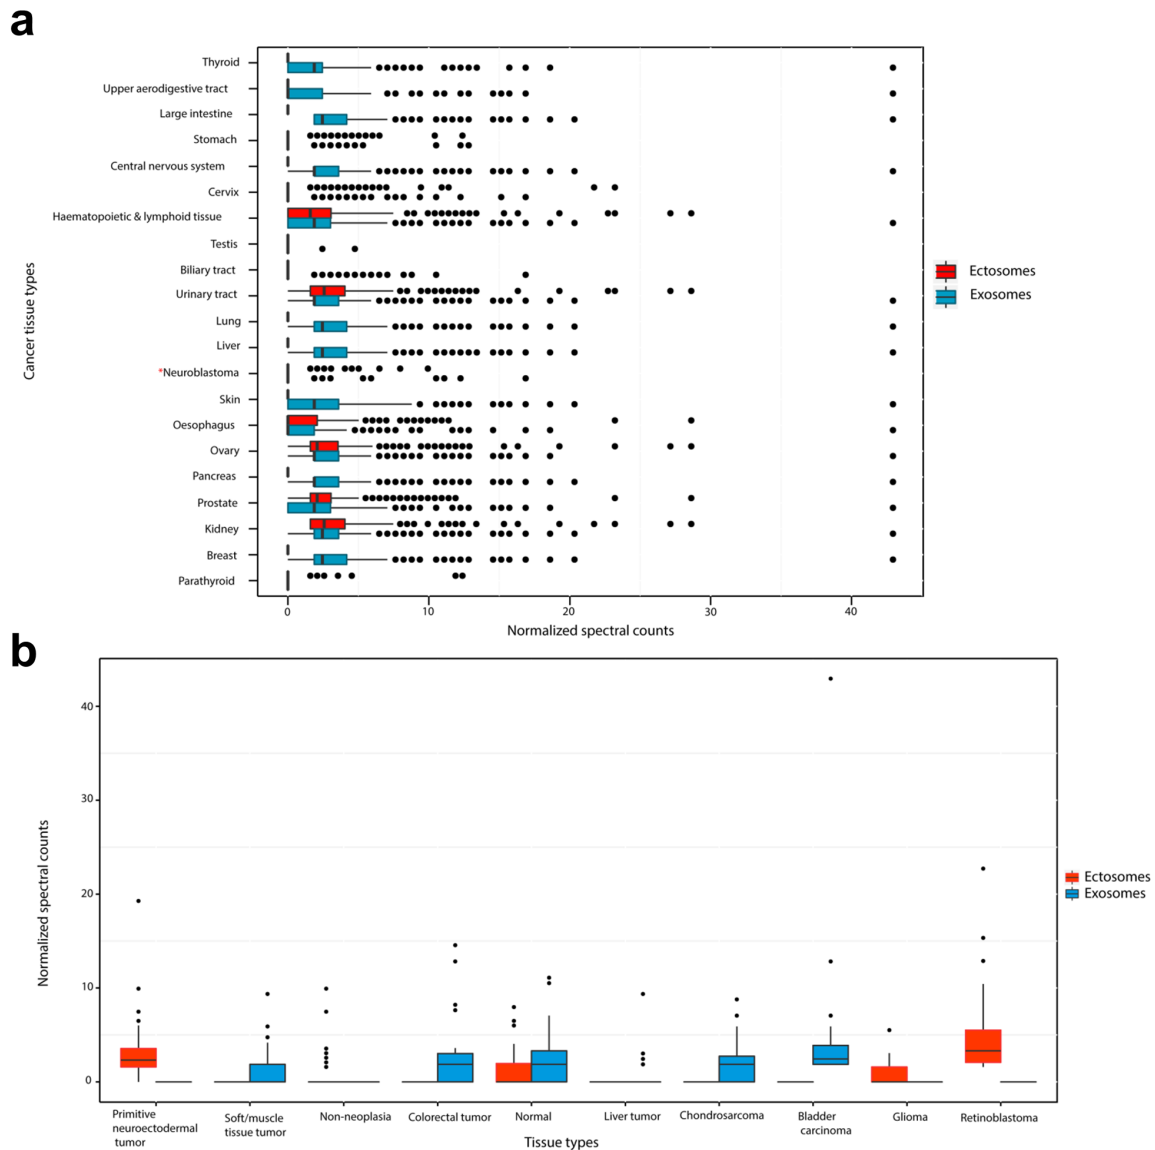 a
Thyroid
Upper aerodigestive tract
Large intestine
Stomach
Central nervous system
Cervix
Haematopoietic & lymphoid tissue
Testis
Biliary tract
Urinary tract
Lung
Liver
*Neuroblastoma
Skin
Oesophagus
Ovary
Pancreas
Prostate
Kidney
Breast
Parathyroid
Cancer tissue types
0 10 20 30 40
Normalized spectral counts
Ectosomes
Exosomes
b
40
30
20
10
0
Normalized spectral counts
Primitive
neuroectodermal
tumor
Soft/muscle
tissue tumor
Non-neoplasia
Colorectal tumor
Normal
Liver tumor
Chondrosarcoma
Bladder
carcinoma
Glioma
Retinoblastoma
Tissue types
Ectosomes
Exosomes